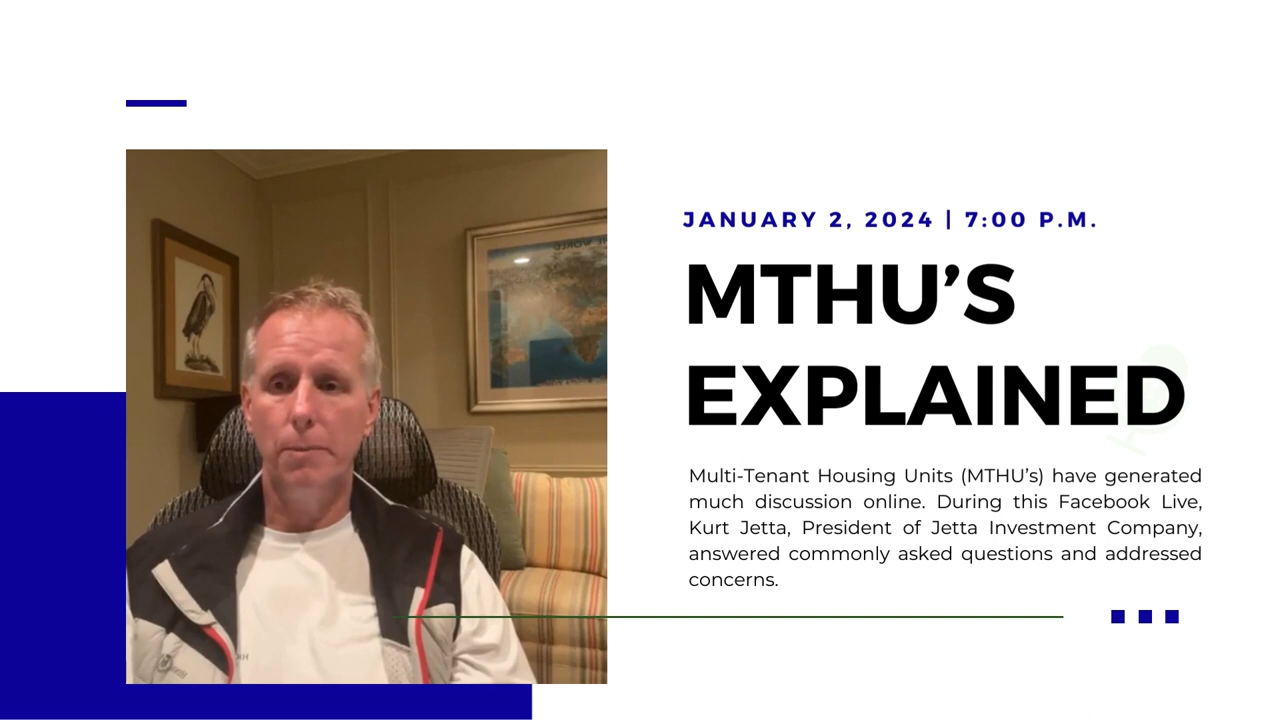 JANUARY 2, 2024 | 7:00 P.M.
MTHU’S
EXPLAINED
Multi-Tenant Housing Units (MTHU’s) have generated
much discussion online. During this Facebook Live,
Kurt Jetta, President of Jetta Investment Company,
answered commonly asked questions and addressed
concerns.